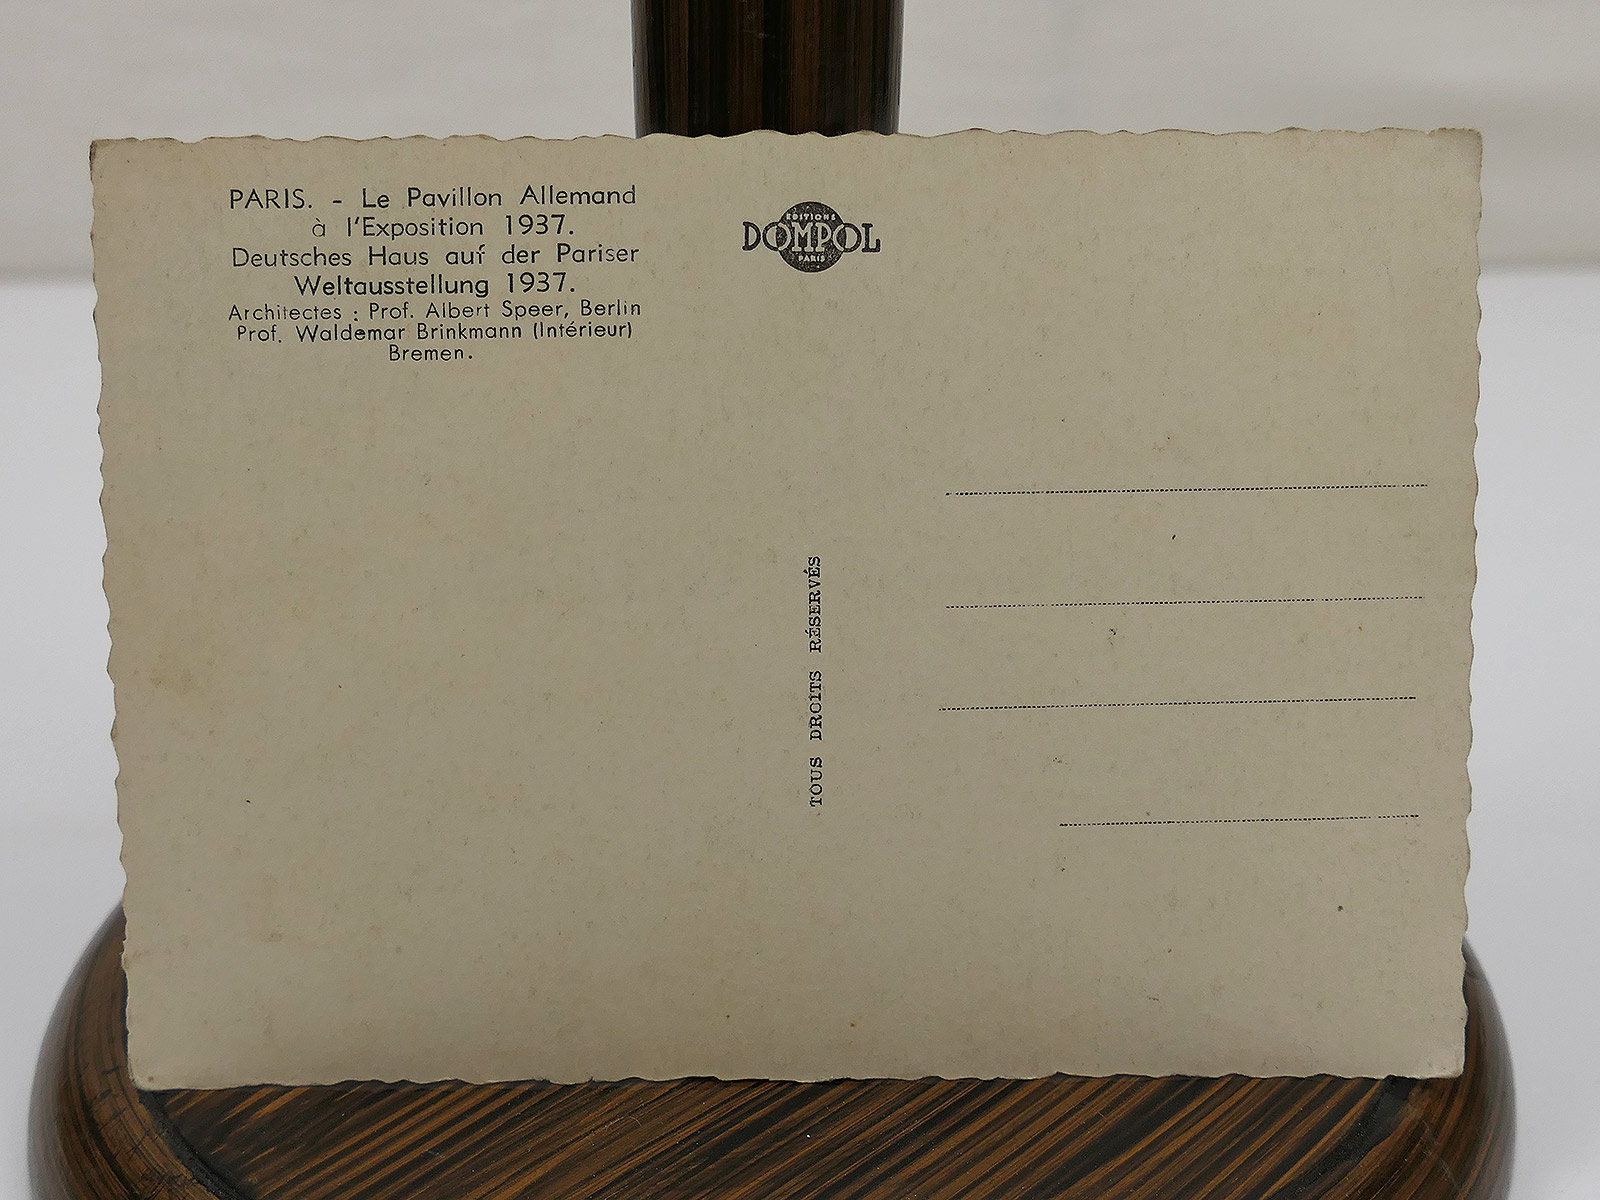 PARIS. - Le Pavillon Allemand
à l'Exposition 1937.
Deutsches Haus auf der Pariser
Weltausstellung 1937.
Architectes : Prof. Albert Speer, Berlin
Prof. Waldemar Brinkmann (Intérieur)
Bremen.
EDITIONS
DOMPOL
PARIS
TOUS DROITS RÉSERVÉS